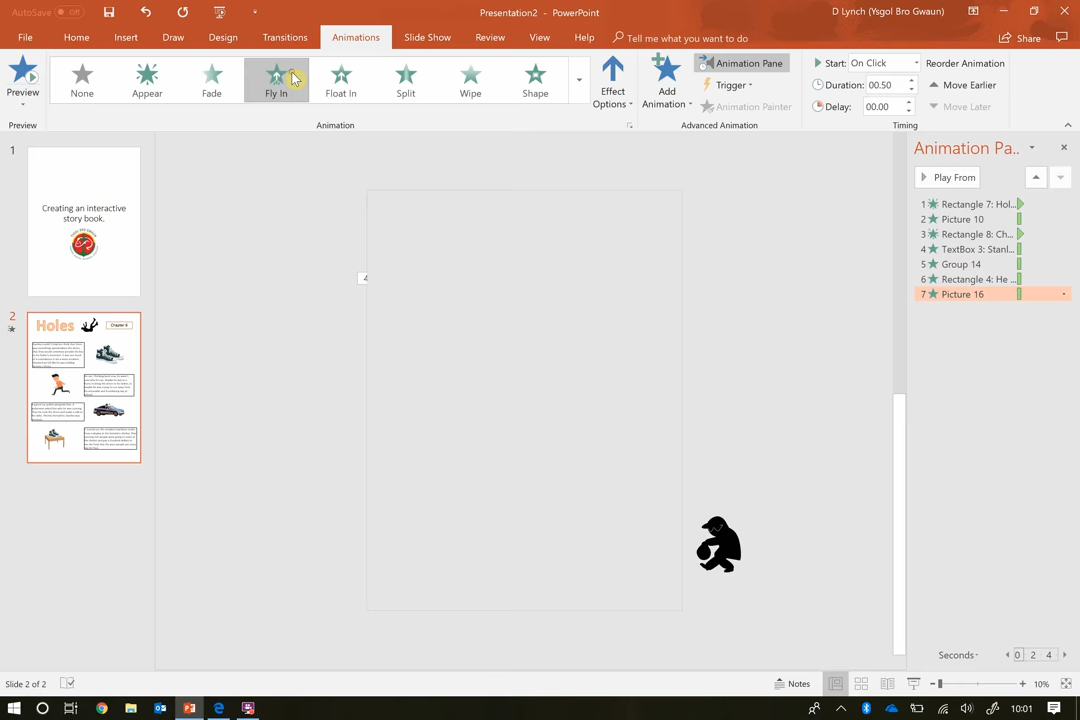 AutoSave Off
Presentation2 - PowerPoint
D Lynch (Ysgol Bro Gwaun)
File Home Insert Draw Design Transitions Animations Slide Show Review View Help Tell me what you want to do Share
Preview
None Appear Fade Fly In Float In Split Wipe Shape
Effect Options
Add Animation
Animation Pane
Trigger
Animation Painter
Start: On Click
Duration: 00.50
Delay: 00.00
Reorder Animation
Move Earlier
Move Later
Preview Animation Advanced Animation Timing
1
Creating an interactive
story book.
2
Holes
Chapter 6
4
Animation Pa..
Play From
1 Rectangle 7: Hol...
2 Picture 10
3 Rectangle 8: Ch...
4 TextBox 3: Stanl...
5 Group 14
6 Rectangle 4: He ...
7 Picture 16
Seconds 0 2 4
Slide 2 of 2
Notes
10%
10:01